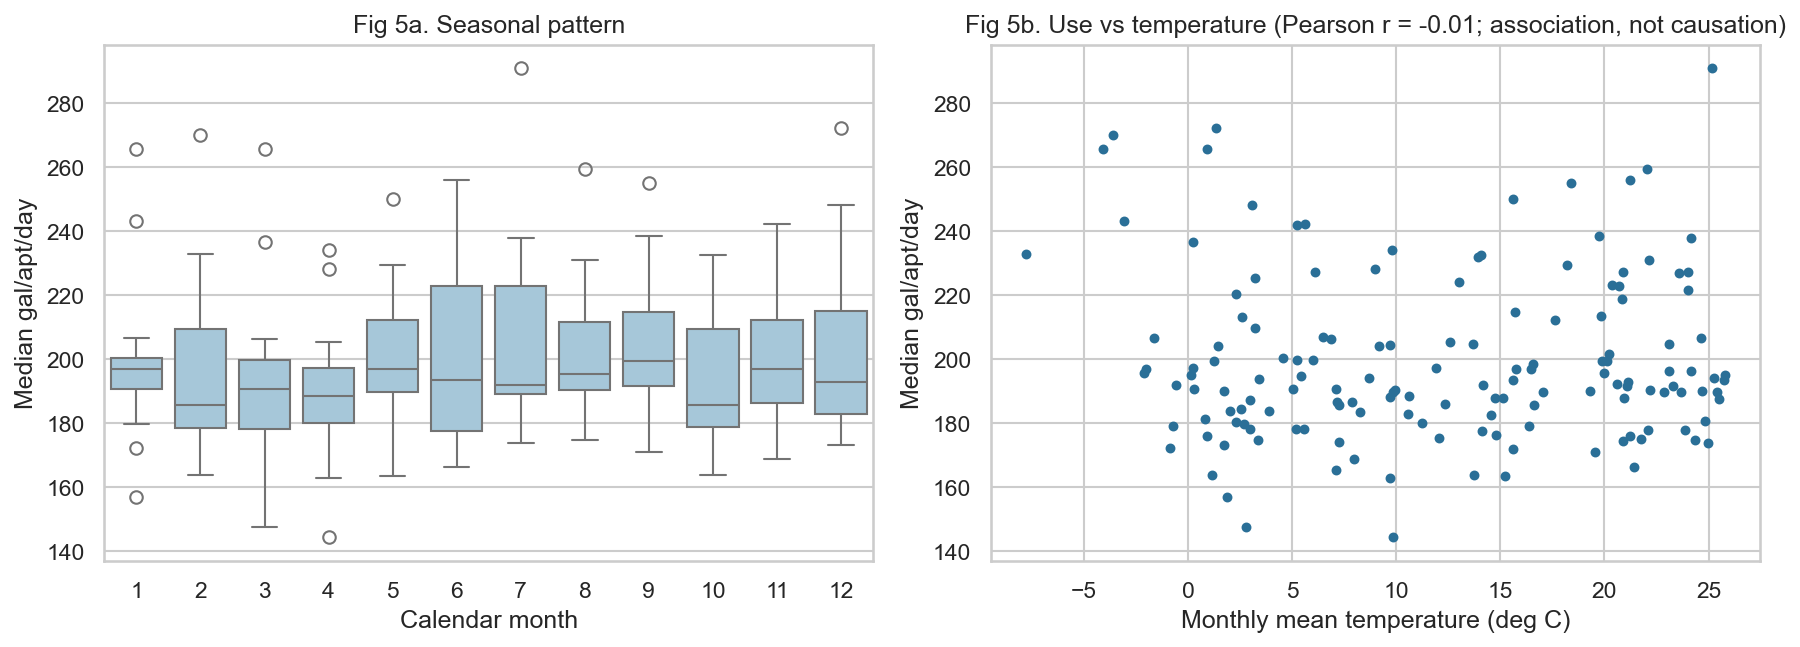 Fig 5a. Seasonal pattern
280
260
240
220
200
180
160
140
Median gal/apt/day
1 2 3 4 5 6 7 8 9 10 11 12
Calendar month
Fig 5b. Use vs temperature (Pearson r = -0.01; association, not causation)
280
260
240
220
200
180
160
140
Median gal/apt/day
−5 0 5 10 15 20 25
Monthly mean temperature (deg C)